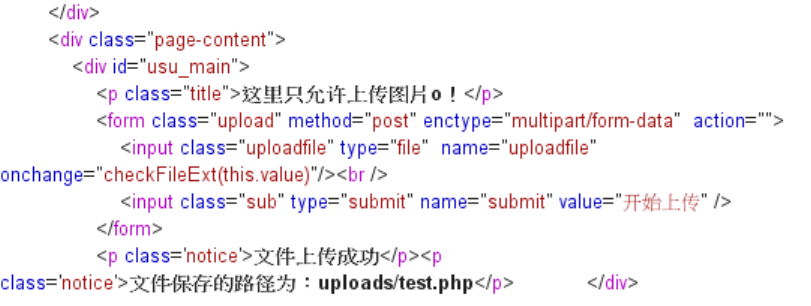 </div>
<div class="page-content">
<div id="usu_main">
<p class="title">这里只允许上传图片o！</p>
<form class="upload" method="post" enctype="multipart/form-data" action="">
<input class="uploadfile" type="file" name="uploadfile"
onchange="checkFileExt(this.value)"/><br />
<input class="sub" type="submit" name="submit" value="开始上传" />
</form>
<p class='notice'>文件上传成功</p><p
class='notice'>文件保存的路径为：uploads/test.php</p> </div>